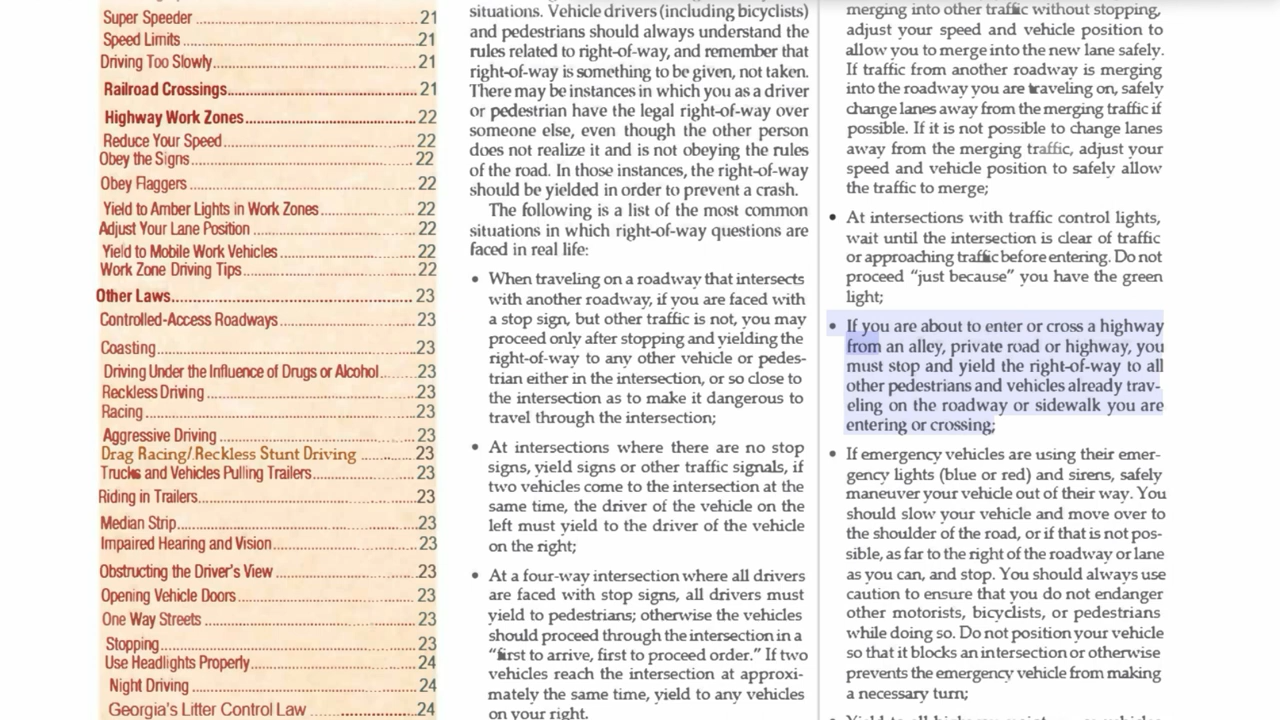 Super Speeder 21
Speed Limits 21
Driving Too Slowly 21
Railroad Crossings 21
Highway Work Zones 22
Reduce Your Speed 22
Obey the Signs 22
Obey Flaggers 22
Yield to Amber Lights in Work Zones 22
Adjust Your Lane Position 22
Yield to Mobile Work Vehicles 22
Work Zone Driving Tips 22
Other Laws 23
Controlled-Access Roadways 23
Coasting 23
Driving Under the Influence of Drugs or Alcohol 23
Reckless Driving 23
Racing 23
Aggressive Driving 23
Drag Racing/Reckless Stunt Driving 23
Trucks and Vehicles Pulling Trailers 23
Riding in Trailers 23
Median Strip 23
Impaired Hearing and Vision 23
Obstructing the Driver's View 23
Opening Vehicle Doors 23
One Way Streets 23
Stopping 23
Use Headlights Properly 24
Night Driving 24
Georgia's Litter Control Law 24
situations. Vehicle drivers (including bicyclists)
and pedestrians should always understand the
rules related to right-of-way, and remember that
right-of-way is something to be given, not taken.
There may be instances in which you as a driver
or pedestrian have the legal right-of-way over
someone else, even though the other person
does not realize it and is not obeying the rules
of the road. In those instances, the right-of-way
should be yielded in order to prevent a crash.
The following is a list of the most common
situations in which right-of-way questions are
faced in real life:
• When traveling on a roadway that intersects
with another roadway, if you are faced with
a stop sign, but other traffic is not, you may
proceed only after stopping and yielding the
right-of-way to any other vehicle or pedes-
trian either in the intersection, or so close to
the intersection as to make it dangerous to
travel through the intersection;
• At intersections where there are no stop
signs, yield signs or other traffic signals, if
two vehicles come to the intersection at the
same time, the driver of the vehicle on the
left must yield to the driver of the vehicle
on the right;
• At a four-way intersection where all drivers
are faced with stop signs, all drivers must
yield to pedestrians; otherwise the vehicles
should proceed through the intersection in a
“first to arrive, first to proceed order.” If two
vehicles reach the intersection at approxi-
mately the same time, yield to any vehicles
on your right.
merging into other traffic without stopping,
adjust your speed and vehicle position to
allow you to merge into the new lane safely.
If traffic from another roadway is merging
into the roadway you are traveling on, safely
change lanes away from the merging traffic if
possible. If it is not possible to change lanes
away from the merging traffic, adjust your
speed and vehicle position to safely allow
the traffic to merge;
• At intersections with traffic control lights,
wait until the intersection is clear of traffic
or approaching traffic before entering. Do not
proceed “just because” you have the green
light;
• If you are about to enter or cross a highway
from an alley, private road or highway, you
must stop and yield the right-of-way to all
other pedestrians and vehicles already trav-
eling on the roadway or sidewalk you are
entering or crossing;
• If emergency vehicles are using their emer-
gency lights (blue or red) and sirens, safely
maneuver your vehicle out of their way. You
should slow your vehicle and move over to
the shoulder of the road, or if that is not pos-
sible, as far to the right of the roadway or lane
as you can, and stop. You should always use
caution to ensure that you do not endanger
other motorists, bicyclists, or pedestrians
while doing so. Do not position your vehicle
so that it blocks an intersection or otherwise
prevents the emergency vehicle from making
a necessary turn;